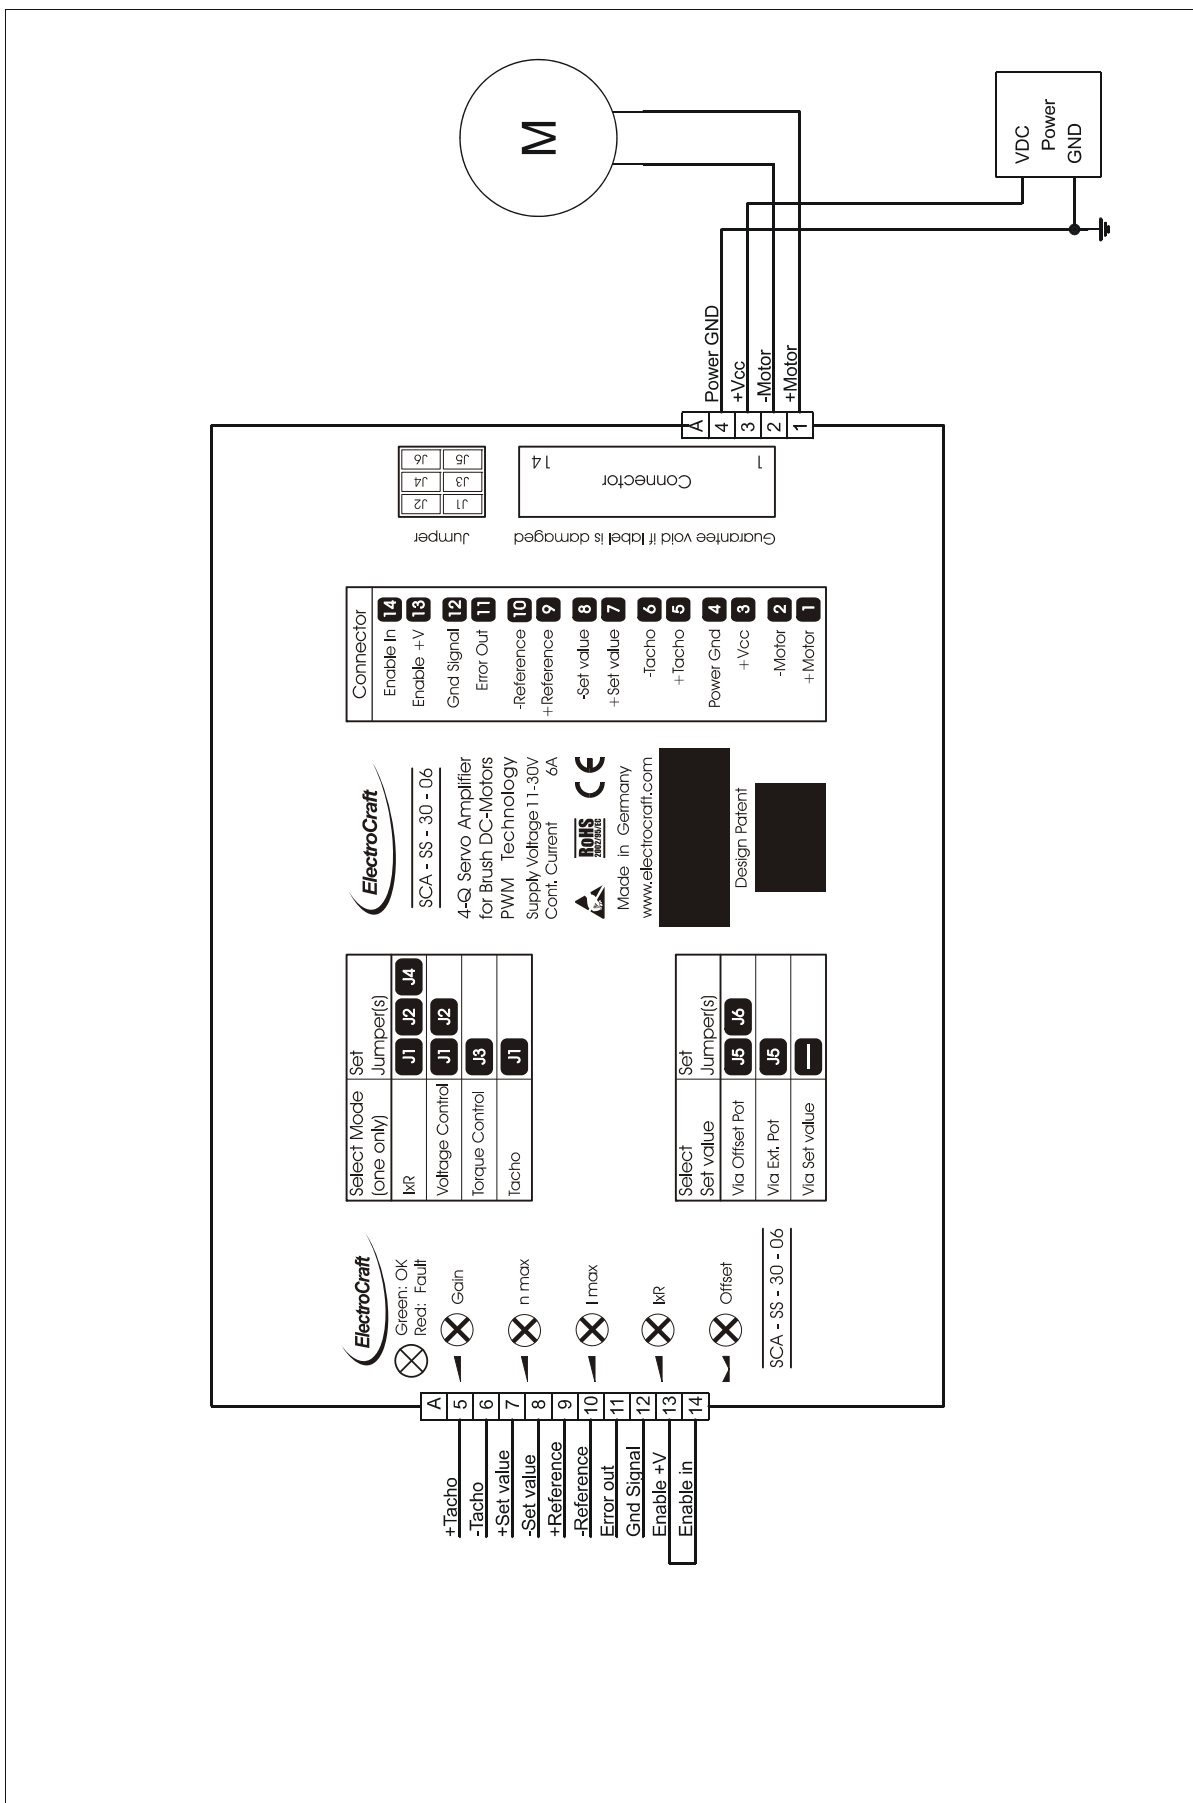 M
VDC
Power
GND
Power GND
+Vcc
-Motor
+Motor
A
4
3
2
1
J6
J5
J4
J3
J2
J1
Jumper
14
1
Connector
Guarantee void if label is damaged
Connector
Enable In 14
Enable +V 13
Gnd Signal 12
Error Out 11
-Reference 10
+Reference 9
-Set value 8
+Set value 7
-Tacho 6
+Tacho 5
Power Gnd 4
+Vcc 3
-Motor 2
+Motor 1
ElectroCraft
SCA - SS - 30 - 06
4-Q Servo Amplifier
for Brush DC-Motors
PWM Technology
Supply Voltage 11-30V
Cont. Current 6A
RoHS
2002/95/EC
CE
Made in Germany
www.electrocraft.com
Design Patent
Select Mode Set
(one only) Jumper(s)
IxR J1 J2 J4
Voltage Control J1 J2
Torque Control J3
Tacho J1
Select Set
Set value Jumper(s)
Via Offset Pot J5 J6
Via Ext. Pot J5
Via Set value —
ElectroCraft
Green: OK
Red: Fault
Gain
n max
I max
IxR
Offset
SCA - SS - 30 - 06
A
5
6
7
8
9
10
11
12
13
14
+Tacho
-Tacho
+Set value
-Set value
+Reference
-Reference
Error out
Gnd Signal
Enable +V
Enable in